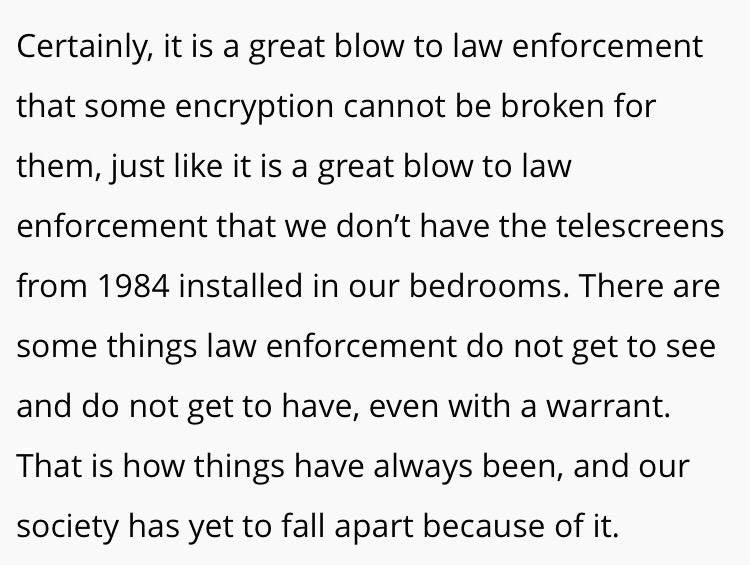 Certainly, it is a great blow to law enforcement
that some encryption cannot be broken for
them, just like it is a great blow to law
enforcement that we don’t have the telescreens
from 1984 installed in our bedrooms. There are
some things law enforcement do not get to see
and do not get to have, even with a warrant.
That is how things have always been, and our
society has yet to fall apart because of it.